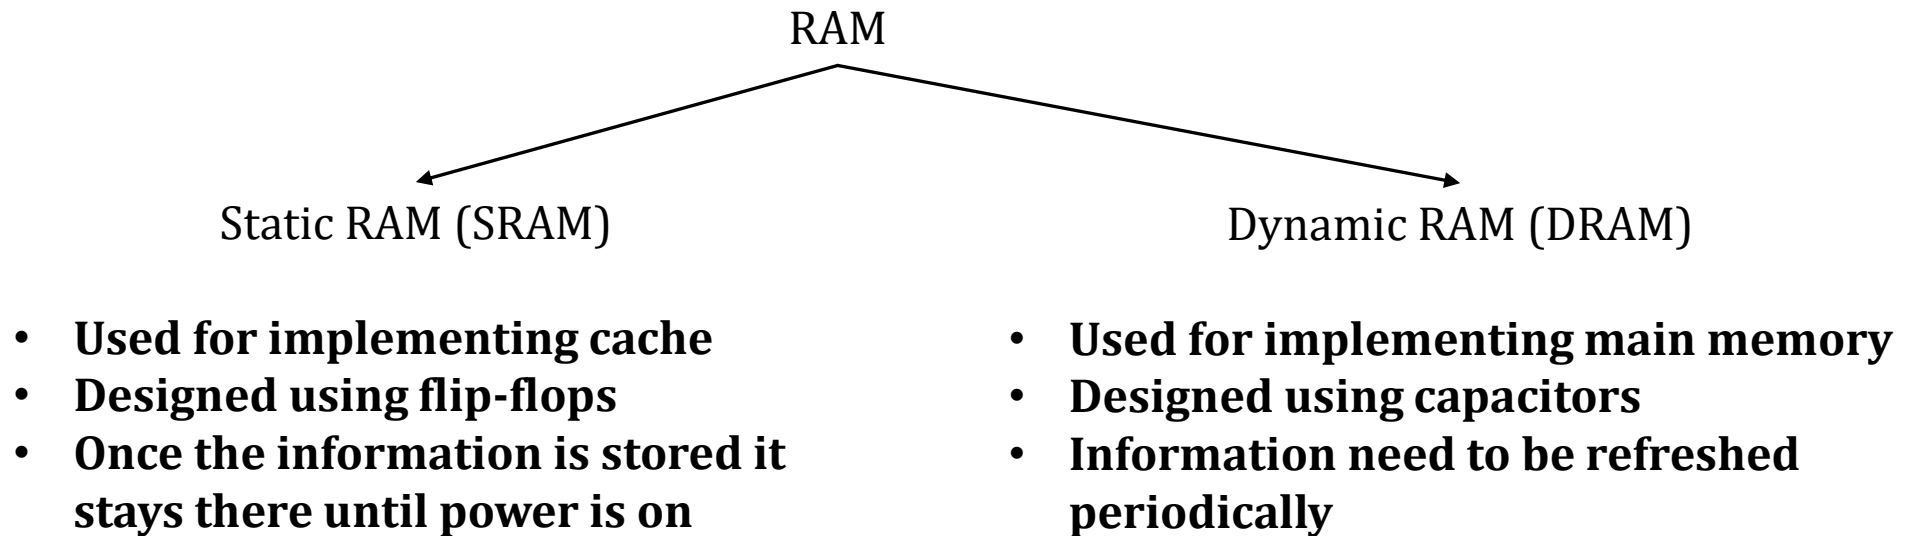 RAM
Static RAM (SRAM)
• Used for implementing cache
• Designed using flip-flops
• Once the information is stored it
stays there until power is on
Dynamic RAM (DRAM)
• Used for implementing main memory
• Designed using capacitors
• Information need to be refreshed
periodically